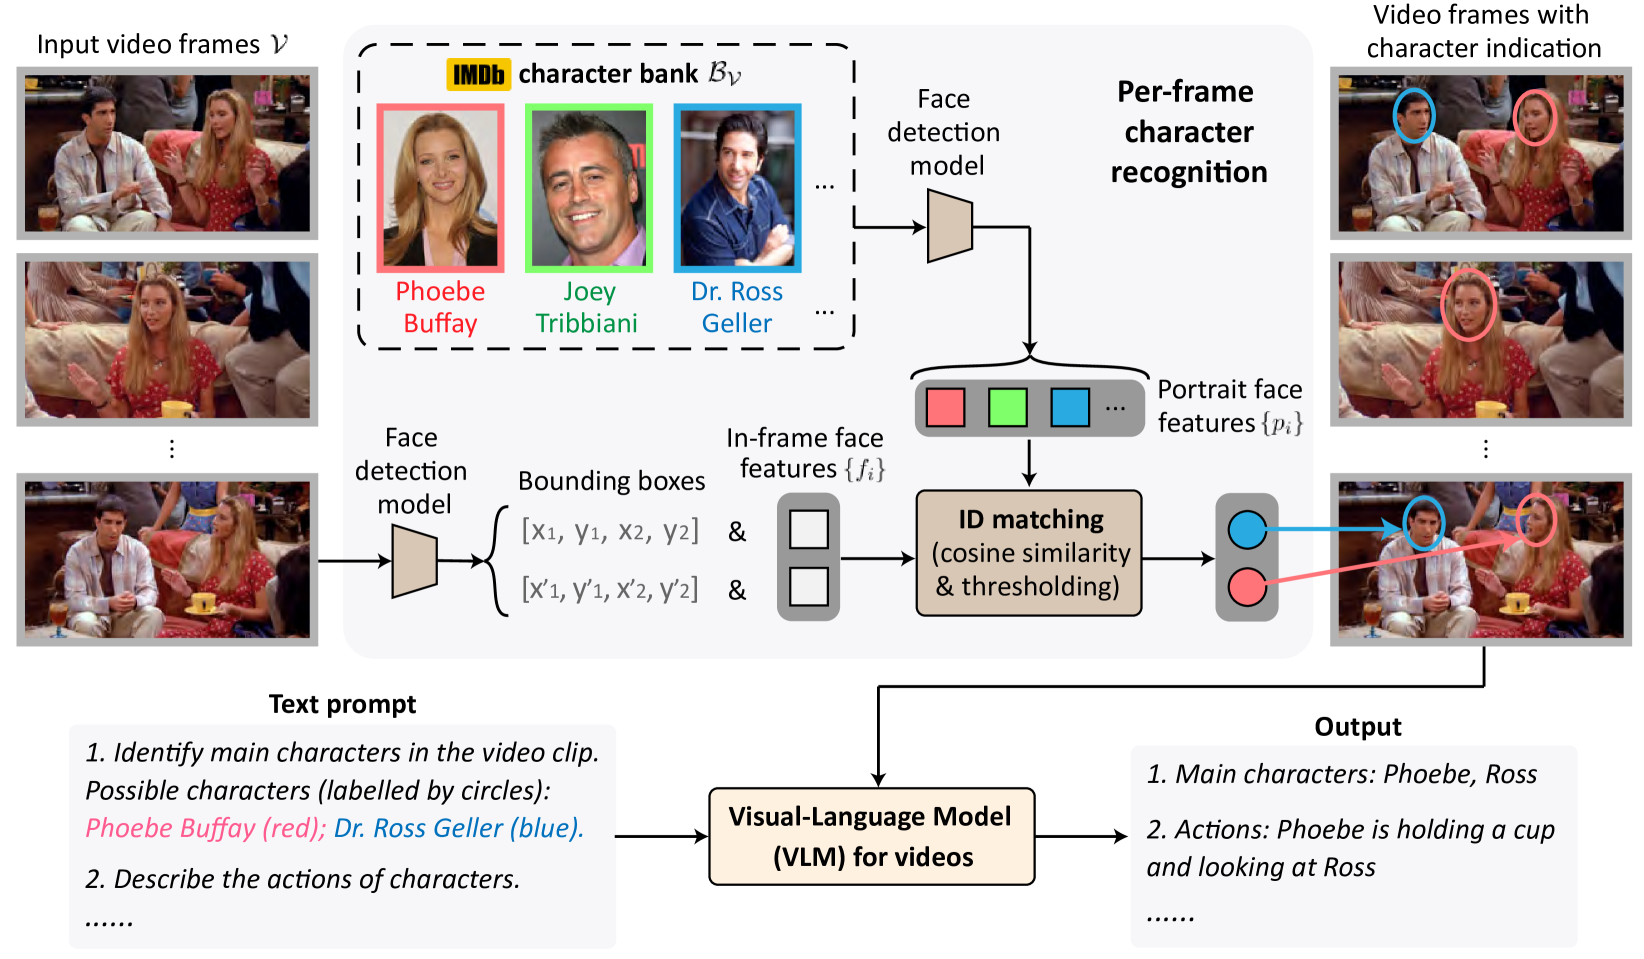 Input video frames 𝒱
IMDb character bank ℬ𝒱
Phoebe
Buffay
Joey
Tribbiani
Dr. Ross
Geller
...
...
Face
detection
model
Per-frame
character
recognition
Video frames with
character indication
Portrait face
features {pᵢ}
...
⋮
⋮
Face
detection
model
Bounding boxes
[x1, y1, x2, y2] &
[x'1, y'1, x'2, y'2] &
In-frame face
features {fᵢ}
ID matching
(cosine similarity
& thresholding)
Text prompt
1. Identify main characters in the video clip.
Possible characters (labelled by circles):
Phoebe Buffay (red); Dr. Ross Geller (blue).
2. Describe the actions of characters.
......
Visual-Language Model
(VLM) for videos
Output
1. Main characters: Phoebe, Ross
2. Actions: Phoebe is holding a cup
and looking at Ross
......